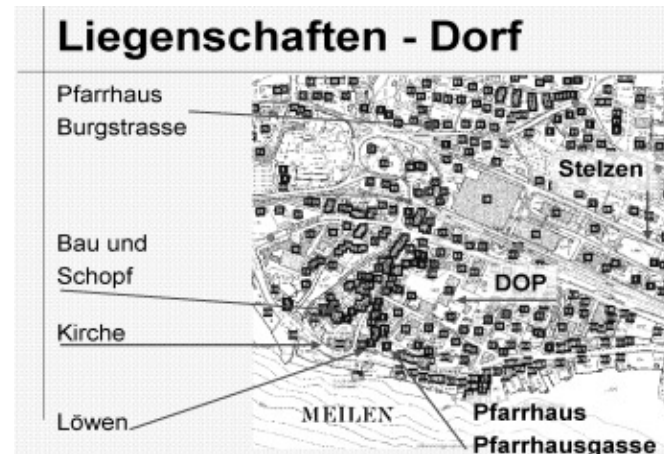 Liegenschaften - Dorf
Pfarrhaus
Burgstrasse
Stelzen
Bau und
Schopf
DOP
Kirche
Löwen
MEILEN
Pfarrhaus
Pfarrhausgasse